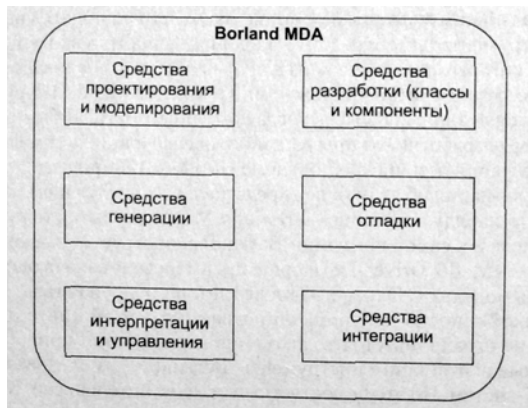 Borland MDA
Средства
проектирования
и моделирования
Средства
разработки (классы
и компоненты)
Средства
генерации
Средства
отладки
Средства
интерпретации
и управления
Средства
интеграции